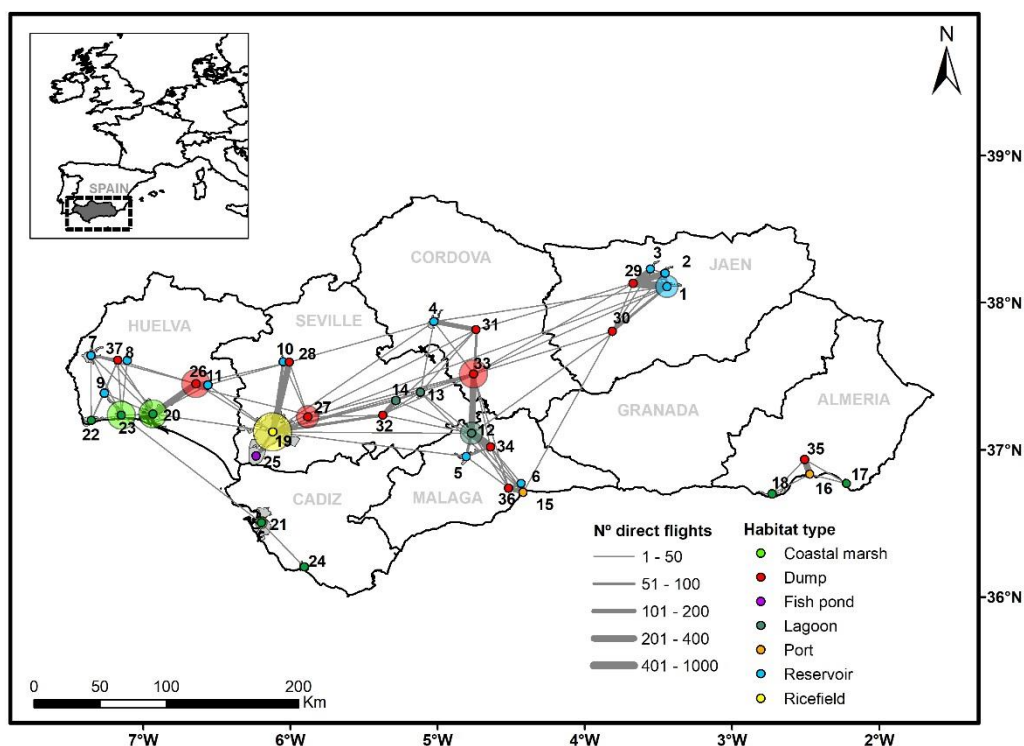 N
SPAIN
39°N
38°N
37°N
36°N
CORDOVA
JAEN
HUELVA
SEVILLE
GRANADA
ALMERIA
CADIZ
MALAGA
3
2
29
1
4
31
30
7
37
8
10
28
33
26
11
9
14
13
27
32
20
23
22
19
12
34
25
5
35
36
6
15
18
16
17
21
24
Nº direct flights
1 - 50
51 - 100
101 - 200
201 - 400
401 - 1000
Habitat type
Coastal marsh
Dump
Fish pond
Lagoon
Port
Reservoir
Ricefield
0 50 100 200
Km
7°W 6°W 5°W 4°W 3°W 2°W